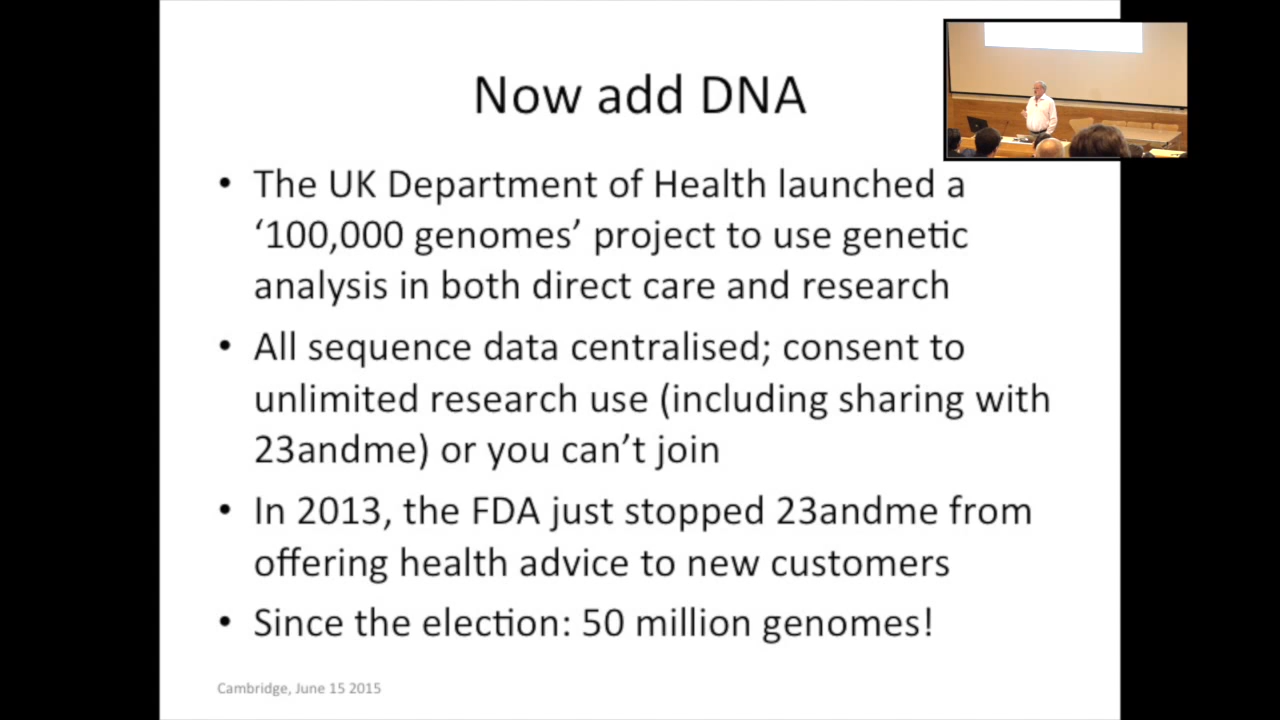 Now add DNA
• The UK Department of Health launched a
‘100,000 genomes’ project to use genetic
analysis in both direct care and research
• All sequence data centralised; consent to
unlimited research use (including sharing with
23andme) or you can’t join
• In 2013, the FDA just stopped 23andme from
offering health advice to new customers
• Since the election: 50 million genomes!
Cambridge, June 15 2015